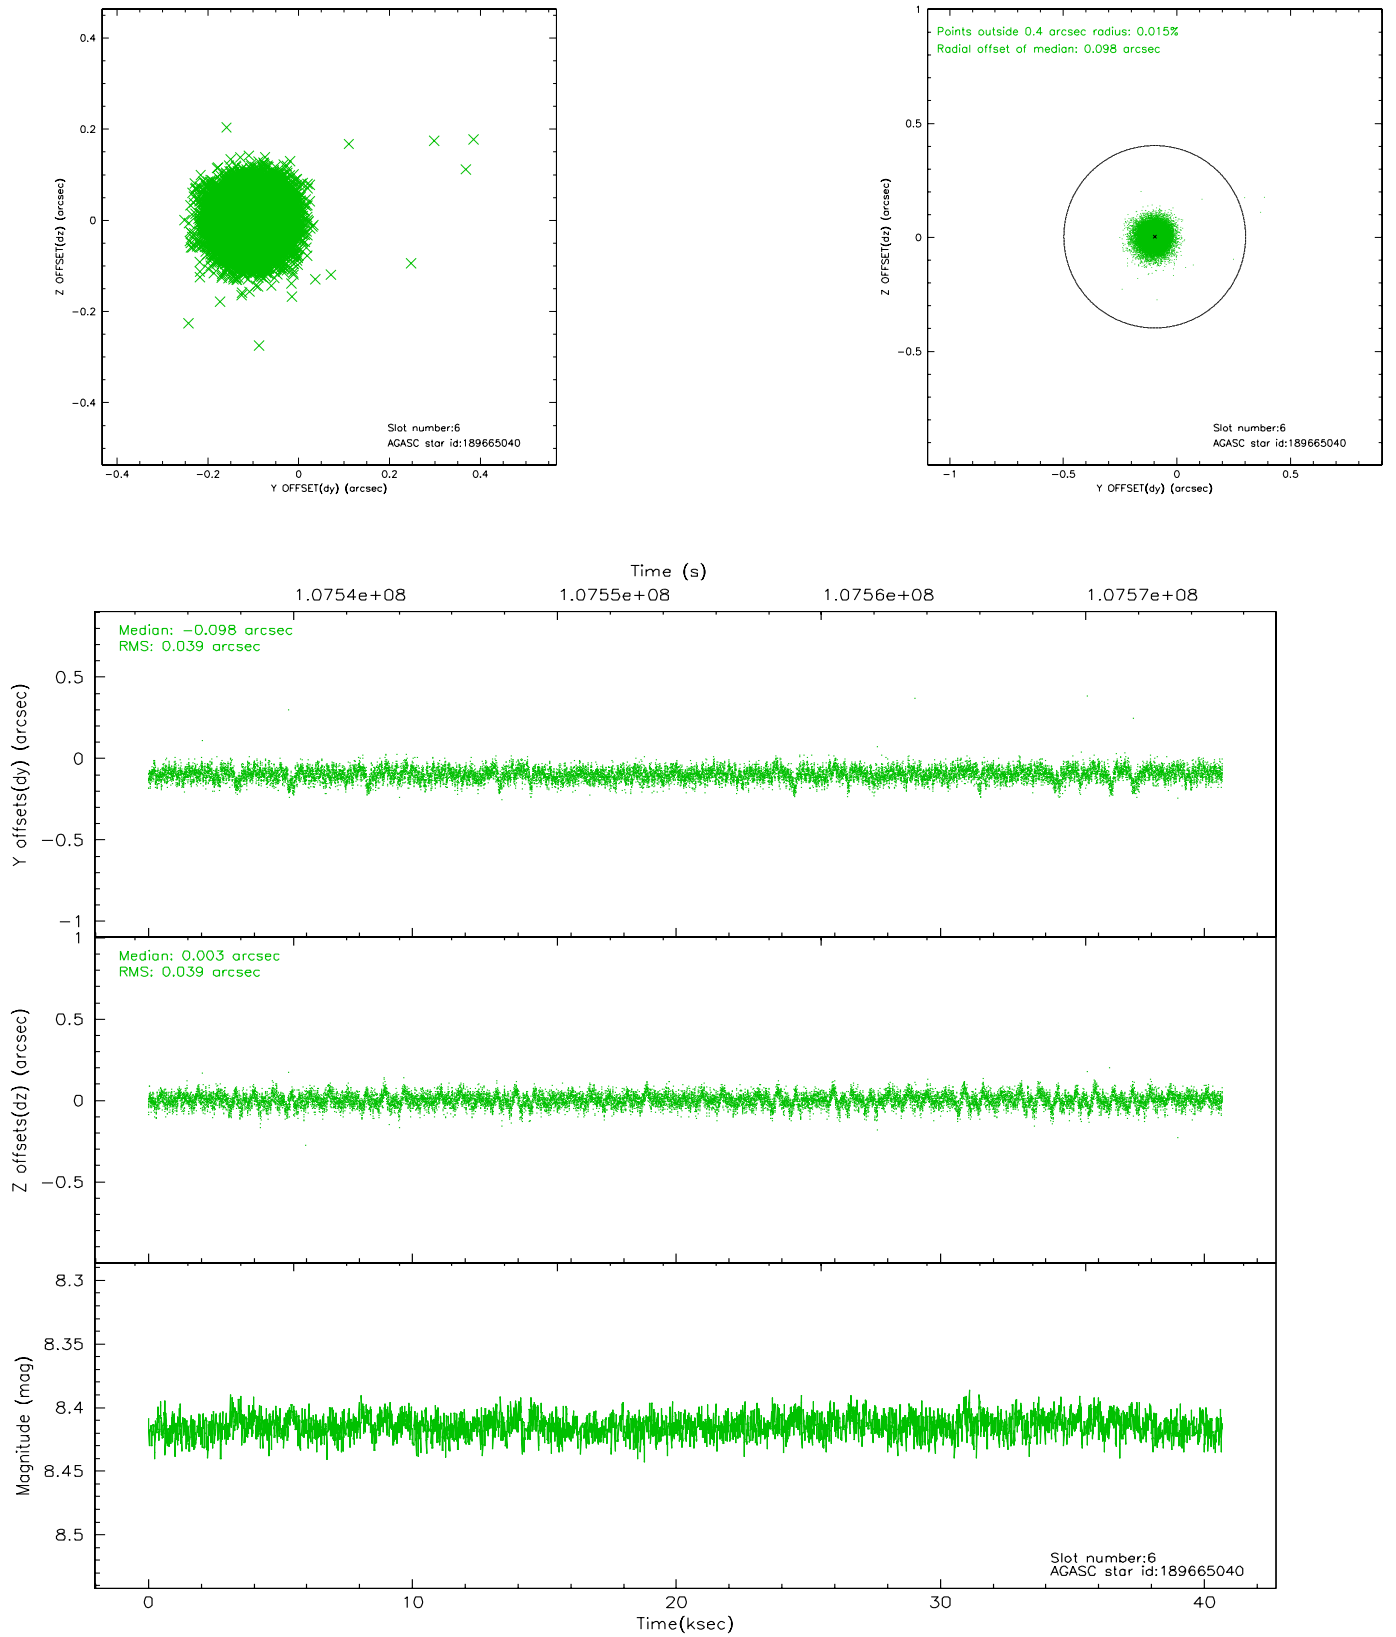 0.4
0.2
0
−0.2
−0.4
Z OFFSET(dz) (arcsec)
Slot number:6
AGASC star id:189665040
−0.4 −0.2 0 0.2 0.4
Y OFFSET(dy) (arcsec)
1
0.5
0
−0.5
Z OFFSET(dz) (arcsec)
Points outside 0.4 arcsec radius: 0.015%
Radial offset of median: 0.098 arcsec
Slot number:6
AGASC star id:189665040
−1 −0.5 0 0.5
Y OFFSET(dy) (arcsec)
Time (s)
1.0754e+08 1.0755e+08 1.0756e+08 1.0757e+08
Median: −0.098 arcsec
RMS: 0.039 arcsec
0.5
0
−0.5
−1
Y offsets(dy) (arcsec)
1
Median: 0.003 arcsec
RMS: 0.039 arcsec
0.5
0
−0.5
Z offsets(dz) (arcsec)
8.3
8.35
8.4
8.45
8.5
Magnitude (mag)
Slot number:6
AGASC star id:189665040
0 10 20 30 40
Time(ksec)